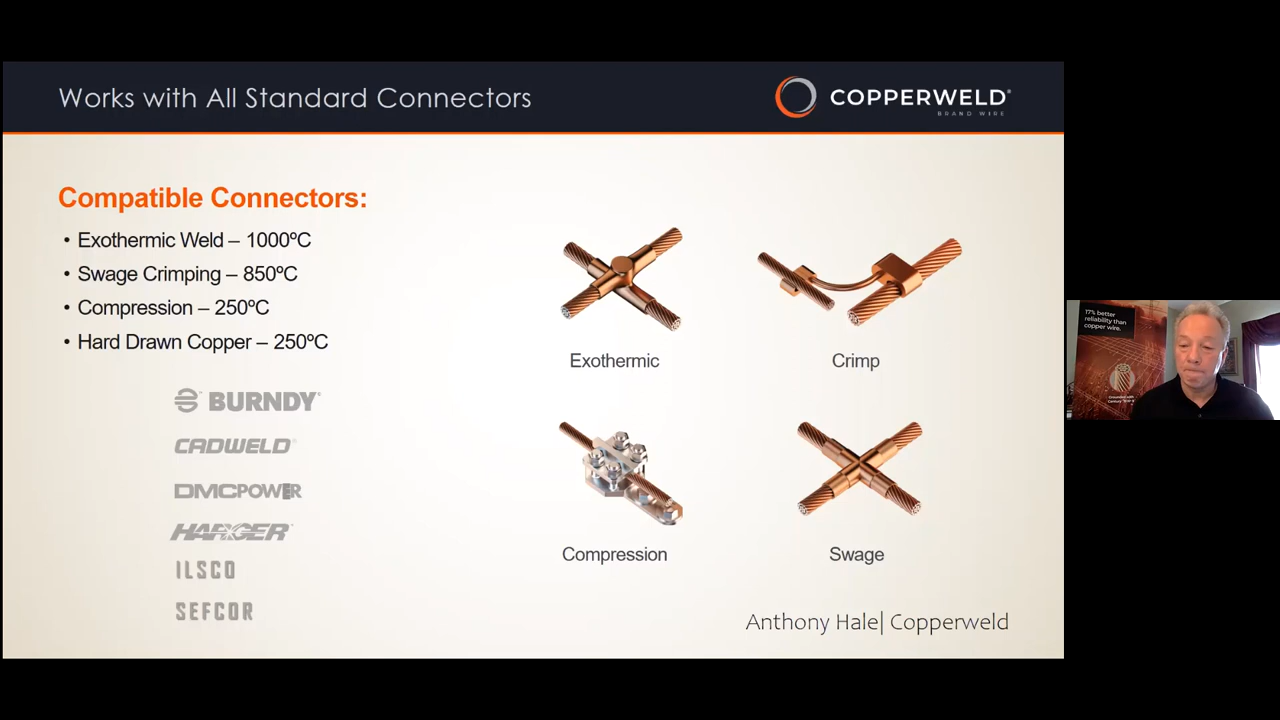 Works with All Standard Connectors
COPPERWELD®
BRAND WIRE
Compatible Connectors:
• Exothermic Weld – 1000ºC
• Swage Crimping – 850ºC
• Compression – 250ºC
• Hard Drawn Copper – 250ºC
BURNDY®
CADWELD®
DMCPOWER
HARGER
ILSCO
SEFCOR
Exothermic
Crimp
Compression
Swage
Anthony Hale| Copperweld
17% better
reliability than
copper wire.
Grounded with